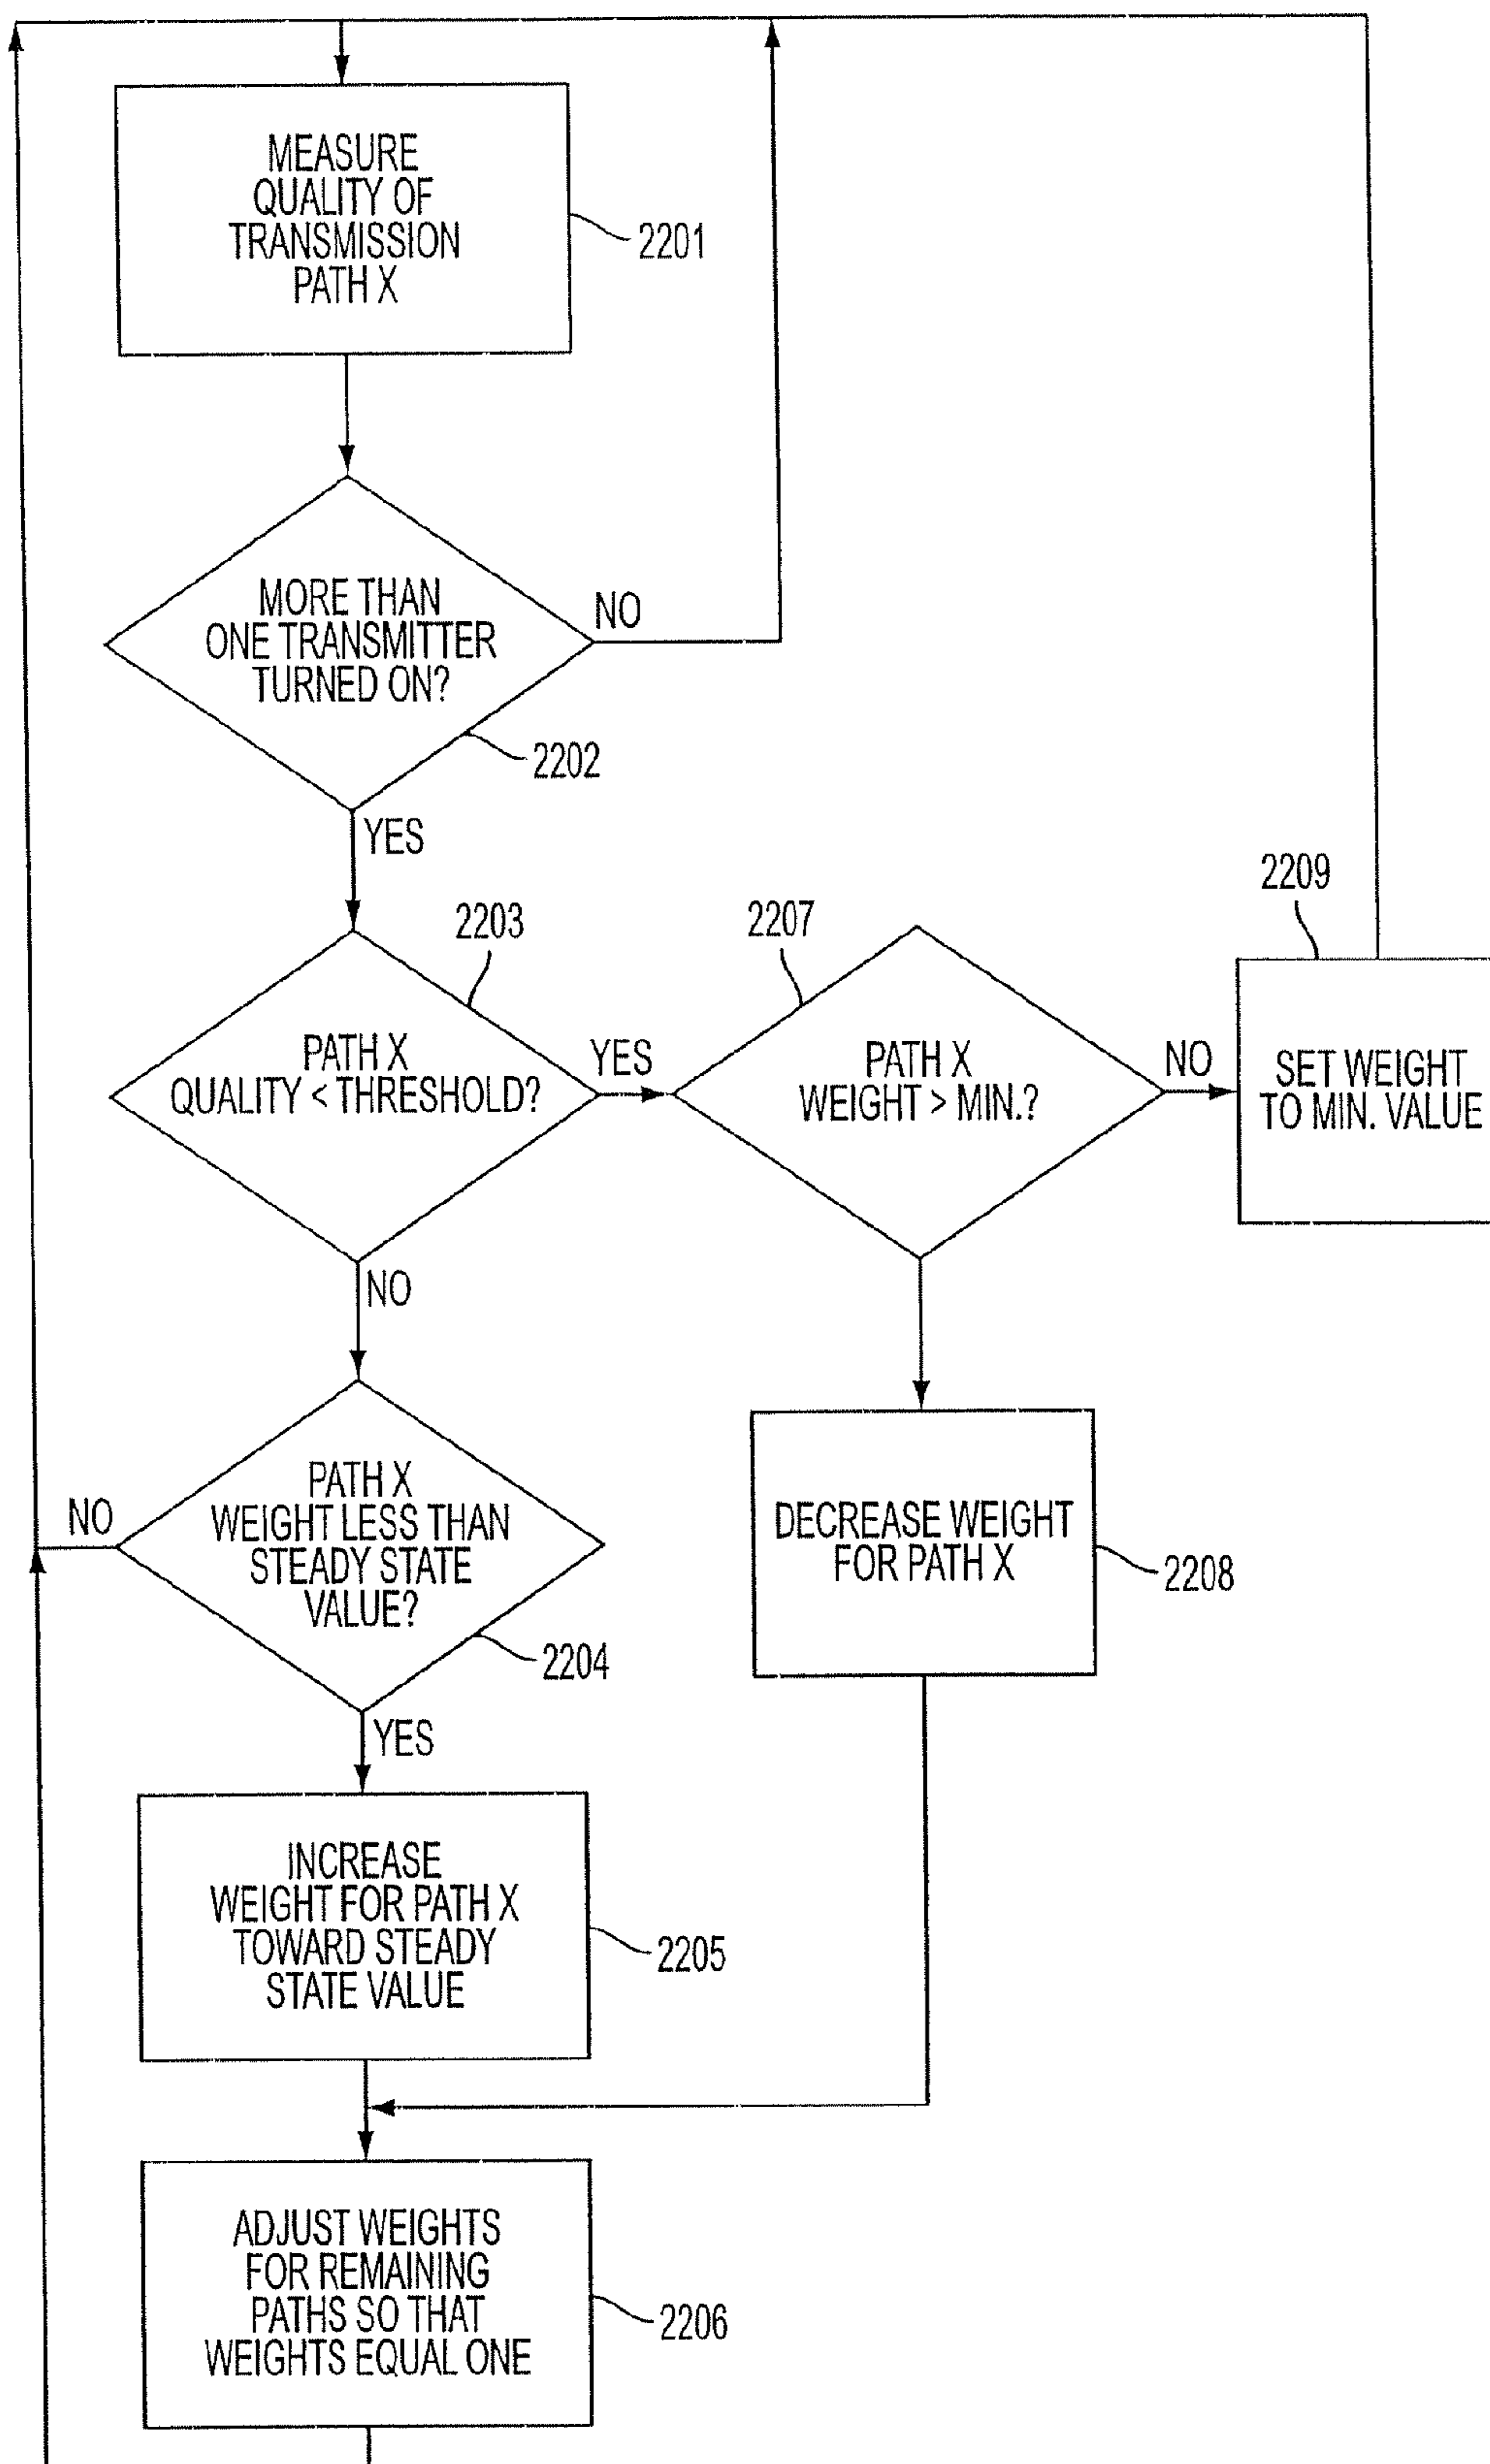 MEASURE
QUALITY OF
TRANSMISSION
PATH X
2201
MORE THAN
ONE TRANSMITTER
TURNED ON?
NO
2202
YES
2203
PATH X
QUALITY < THRESHOLD?
YES
2207
PATH X
WEIGHT > MIN.?
NO
2209
SET WEIGHT
TO MIN. VALUE
NO
PATH X
WEIGHT LESS THAN
STEADY STATE
VALUE?
NO
2204
YES
DECREASE WEIGHT
FOR PATH X
2208
INCREASE
WEIGHT FOR PATH X
TOWARD STEADY
STATE VALUE
2205
ADJUST WEIGHTS
FOR REMAINING
PATHS SO THAT
WEIGHTS EQUAL ONE
2206